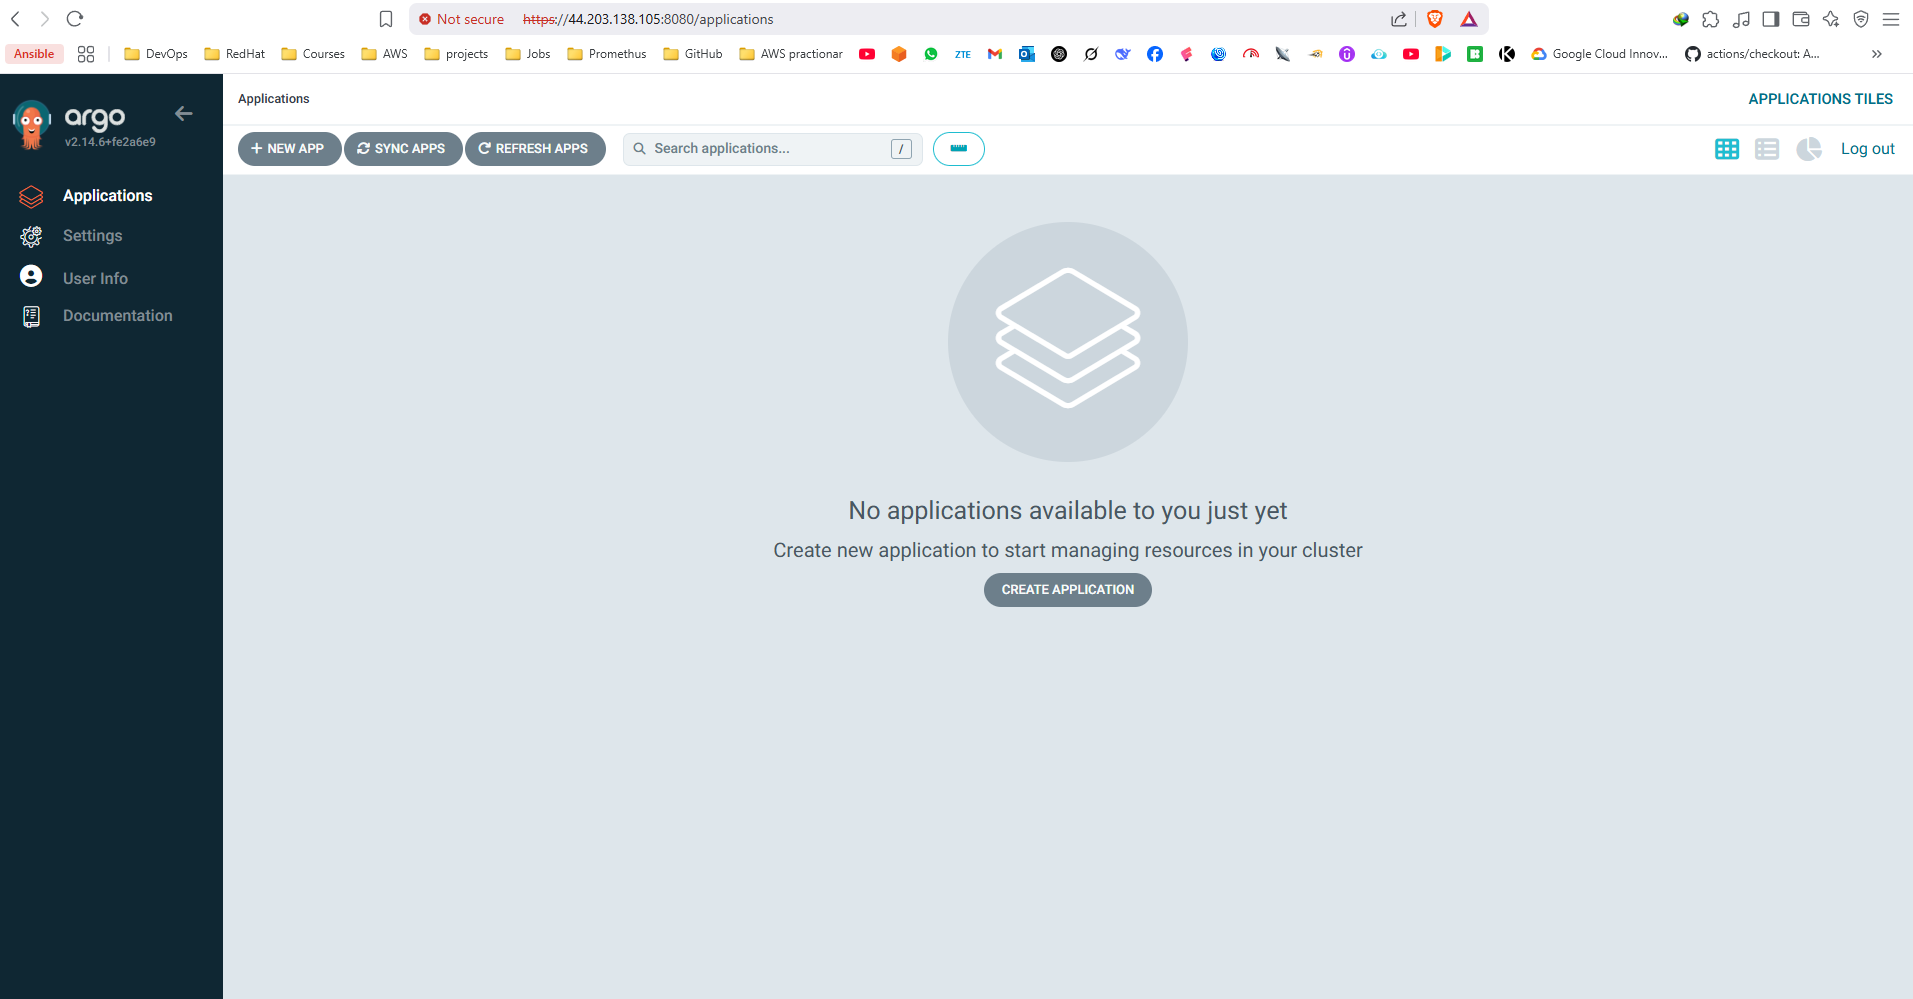 Not secure https://44.203.138.105:8080/applications
Ansible DevOps RedHat Courses AWS projects Jobs Promethus GitHub AWS practionar ZTE Google Cloud Innov... actions/checkout: A... »
argo
v2.14.6+fe2a6e9
Applications
Settings
User Info
Documentation
Applications APPLICATIONS TILES
+ NEW APP SYNC APPS REFRESH APPS Search applications... / Log out
No applications available to you just yet
Create new application to start managing resources in your cluster
CREATE APPLICATION